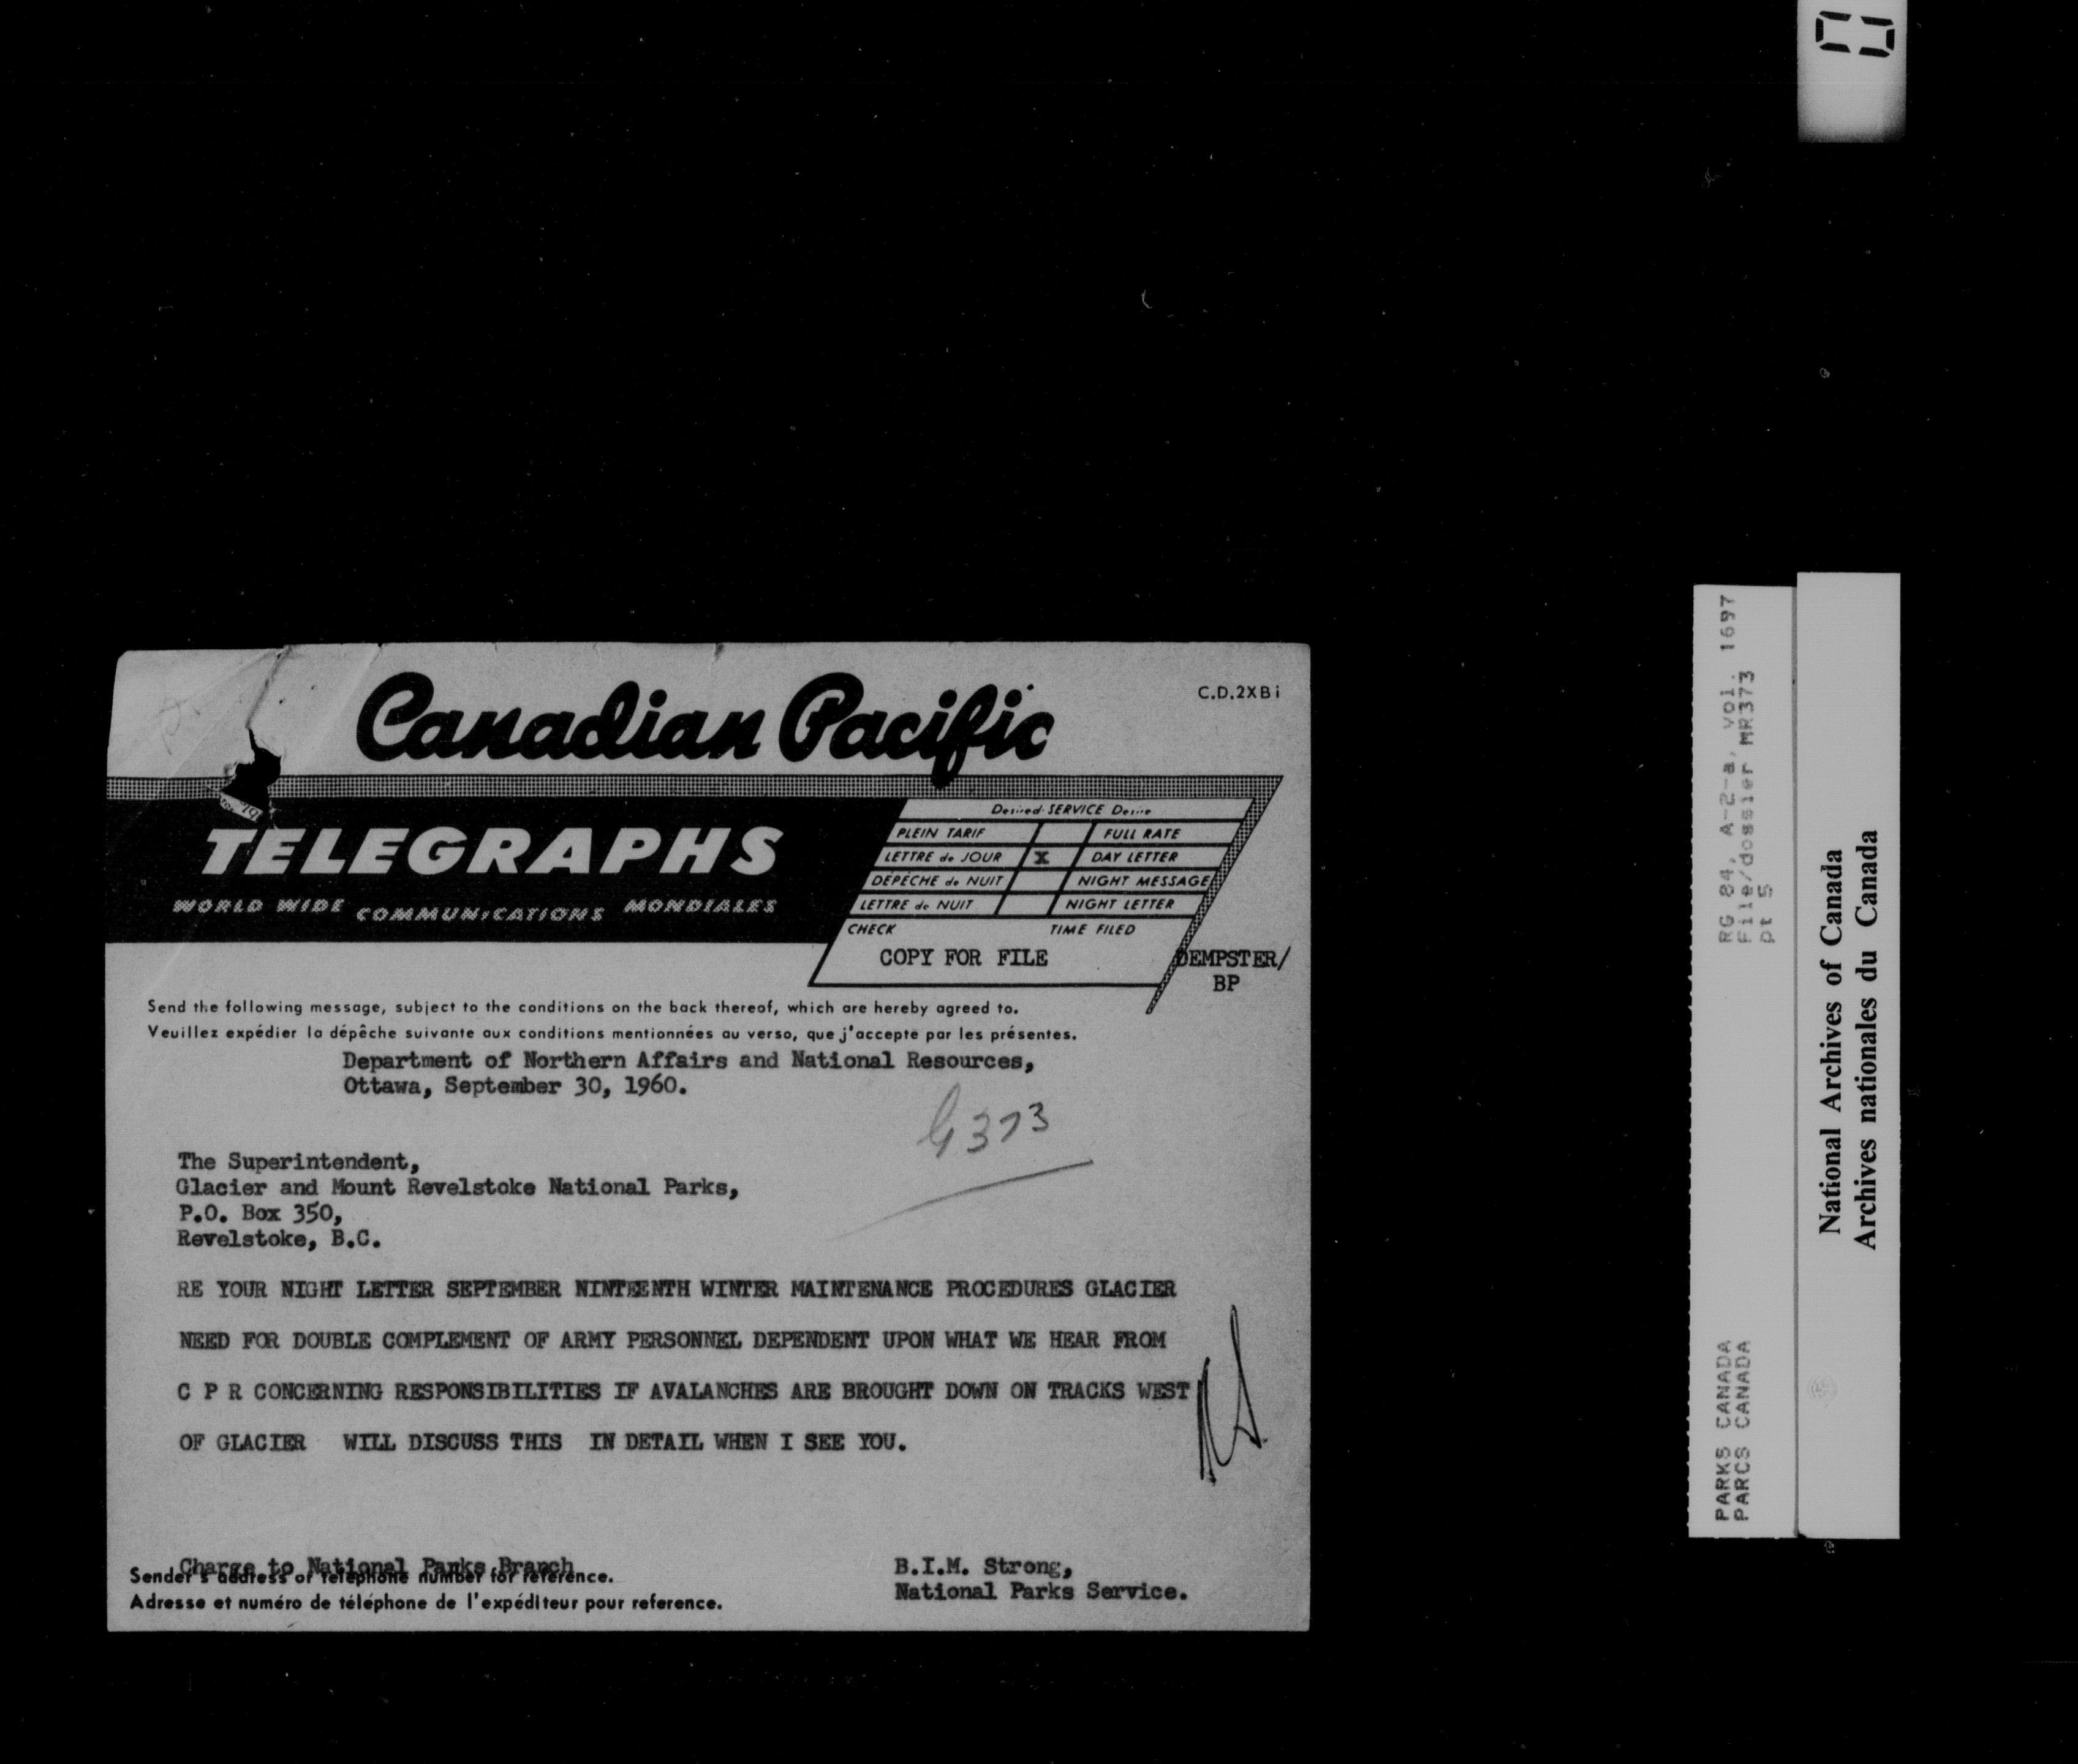 Canadian Pacific
C.D.2XBi
TELEGRAPHS
WORLD WIDE COMMUNICATIONS MONDIALES
Desired SERVICE Desire
PLEIN TARIF FULL RATE
LETTRE de JOUR X DAY LETTER
DÉPÊCHE de NUIT NIGHT MESSAGE
LETTRE de NUIT NIGHT LETTER
CHECK TIME FILED
COPY FOR FILE
DEMPSTER/
BP
Send the following message, subject to the conditions on the back thereof, which are hereby agreed to.
Veuillez expédier la dépêche suivante aux conditions mentionnées au verso, que j'accepte par les présentes.
Department of Northern Affairs and National Resources,
Ottawa, September 30, 1960.
G373
The Superintendent,
Glacier and Mount Revelstoke National Parks,
P.O. Box 350,
Revelstoke, B.C.
RE YOUR NIGHT LETTER SEPTEMBER NINTEENTH WINTER MAINTENANCE PROCEDURES GLACIER
NEED FOR DOUBLE COMPLEMENT OF ARMY PERSONNEL DEPENDENT UPON WHAT WE HEAR FROM
C P R CONCERNING RESPONSIBILITIES IF AVALANCHES ARE BROUGHT DOWN ON TRACKS WEST
OF GLACIER WILL DISCUSS THIS IN DETAIL WHEN I SEE YOU.
Charge to National Parks Branch
Sender's address or telephone number for reference.
Adresse et numéro de téléphone de l'expéditeur pour reference.
B.I.M. Strong,
National Parks Service.
RG 84, A-2-a, vol. 1697
File/dossier MR373
pt 5
PARKS CANADA
PARCS CANADA
National Archives of Canada
Archives nationales du Canada